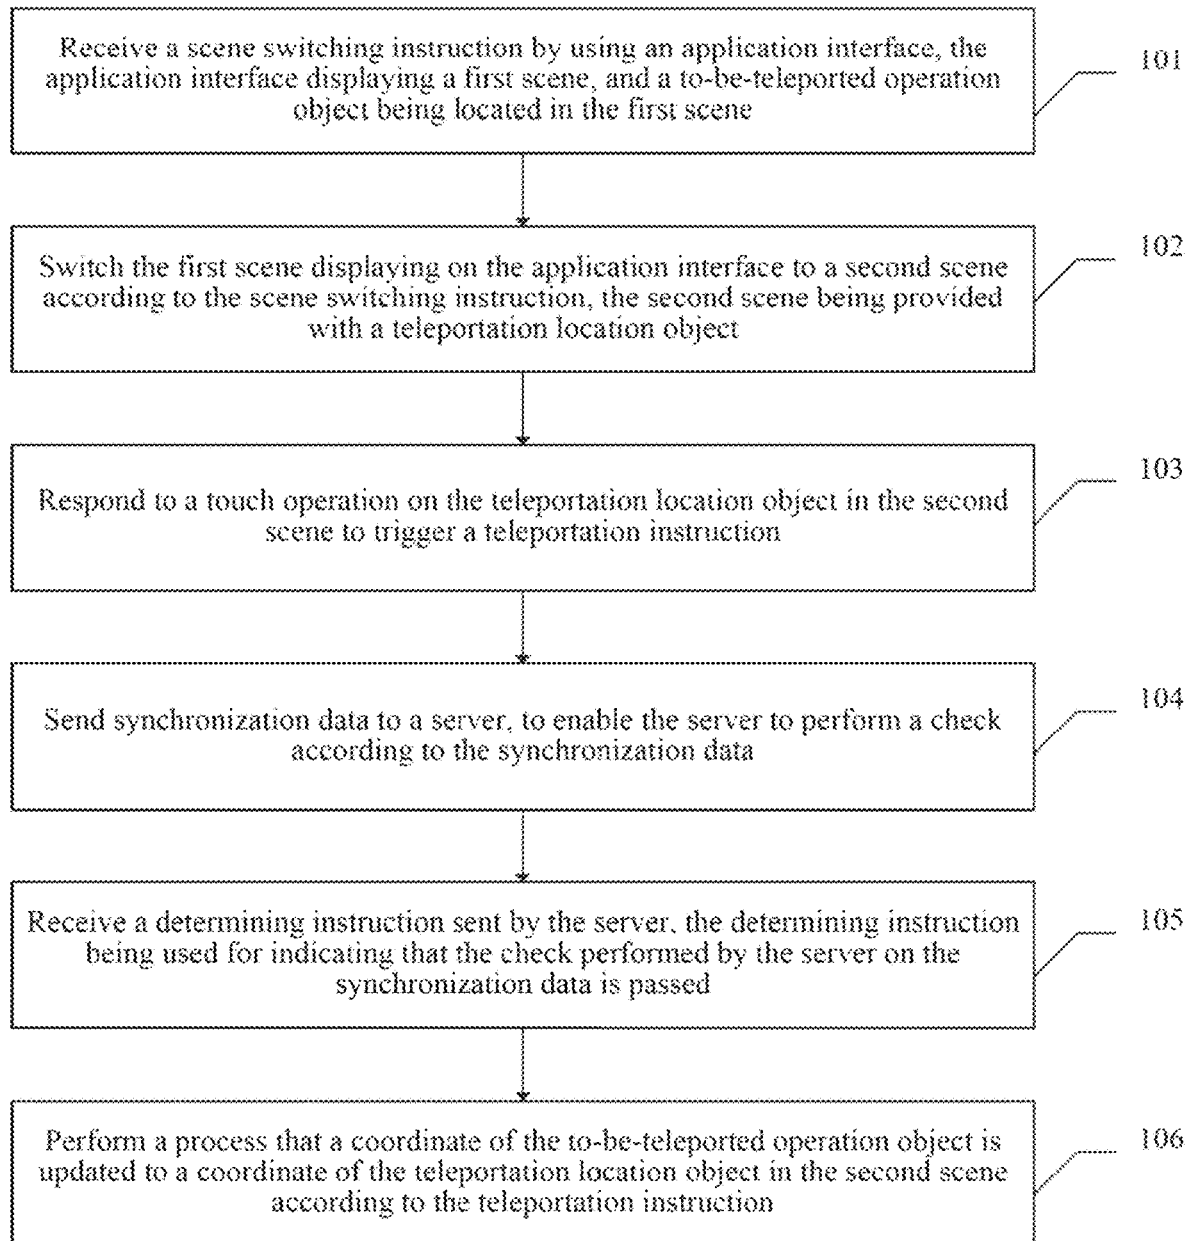 Receive a scene switching instruction by using an application interface, the
application interface displaying a first scene, and a to-be-teleported operation
object being located in the first scene
101
Switch the first scene displaying on the application interface to a second scene
according to the scene switching instruction, the second scene being provided
with a teleportation location object
102
Respond to a touch operation on the teleportation location object in the second
scene to trigger a teleportation instruction
103
Send synchronization data to a server, to enable the server to perform a check
according to the synchronization data
104
Receive a determining instruction sent by the server, the determining instruction
being used for indicating that the check performed by the server on the
synchronization data is passed
105
Perform a process that a coordinate of the to-be-teleported operation object is
updated to a coordinate of the teleportation location object in the second scene
according to the teleportation instruction
106